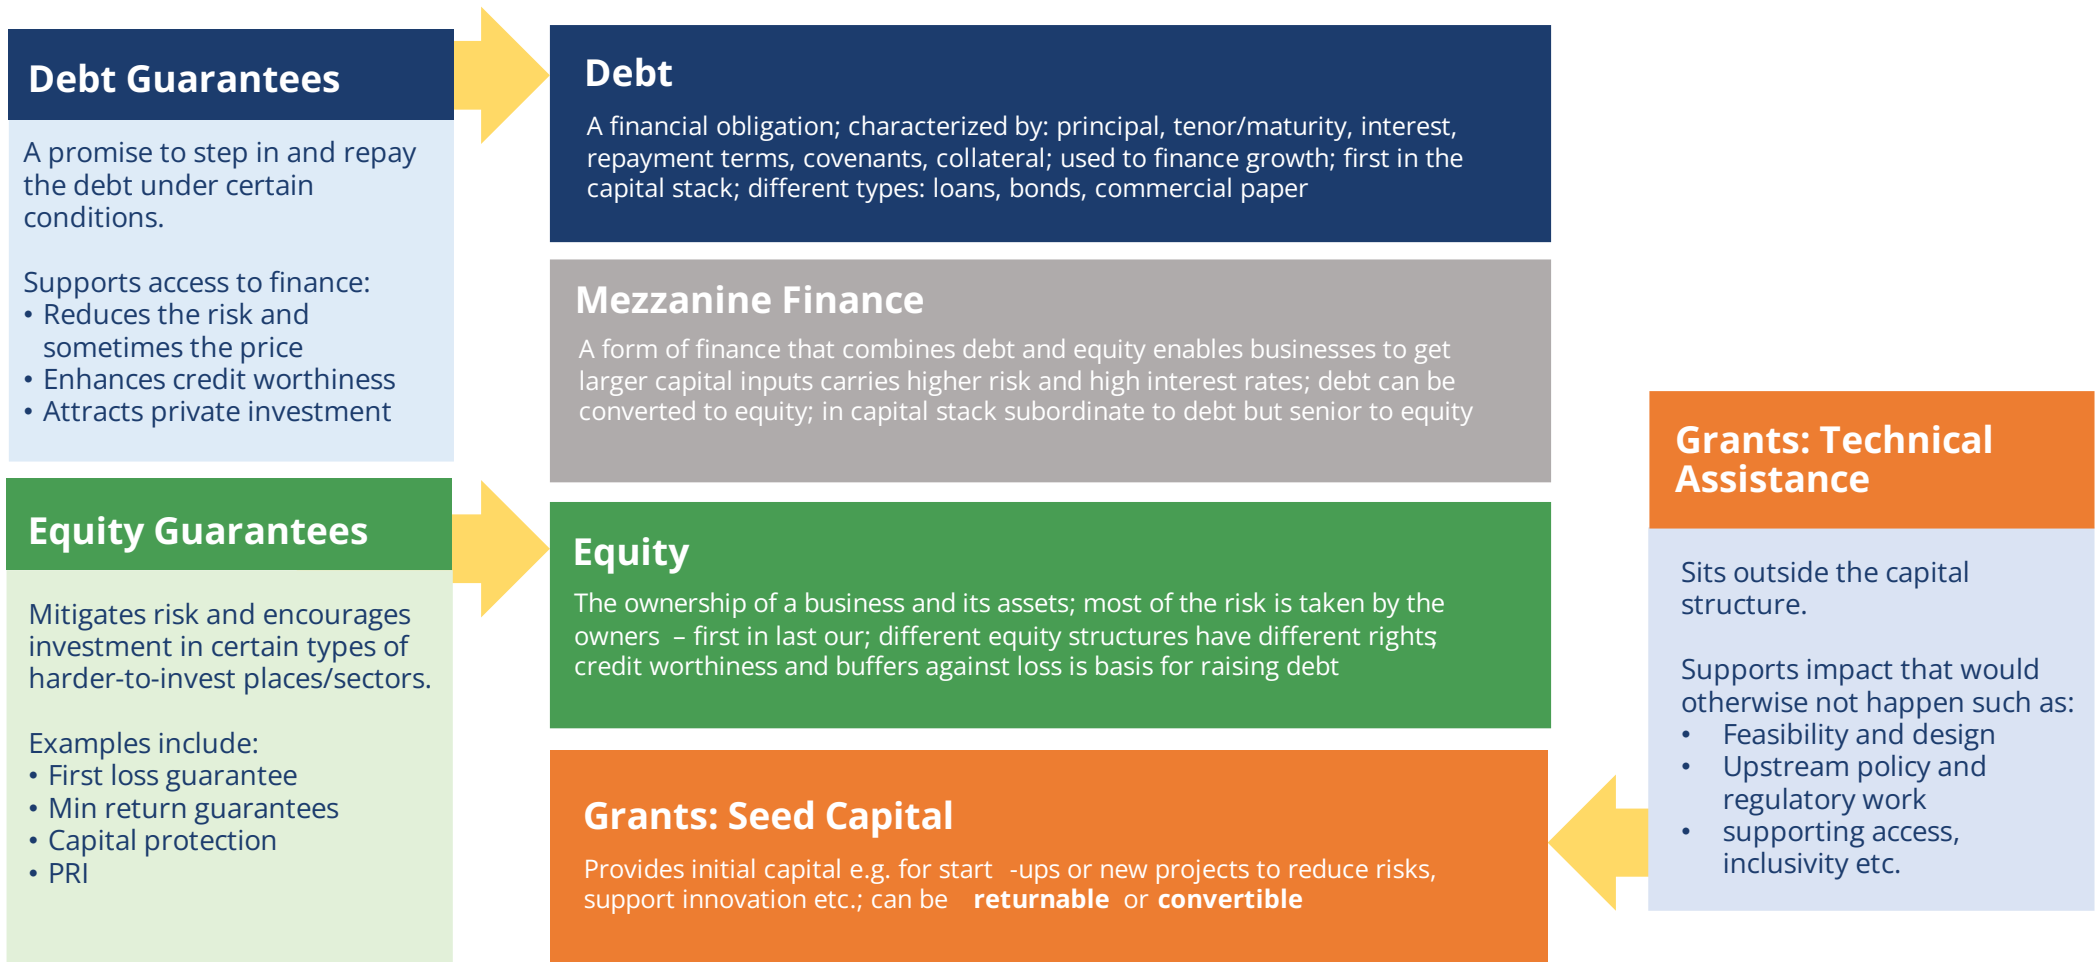 Debt Guarantees
A promise to step in and repay
the debt under certain
conditions.
Supports access to finance:
• Reduces the risk and
sometimes the price
• Enhances credit worthiness
• Attracts private investment
Equity Guarantees
Mitigates risk and encourages
investment in certain types of
harder-to-invest places/sectors.
Examples include:
• First loss guarantee
• Min return guarantees
• Capital protection
• PRI
Debt
A financial obligation; characterized by: principal, tenor/maturity, interest,
repayment terms, covenants, collateral; used to finance growth; first in the
capital stack; different types: loans, bonds, commercial paper
Mezzanine Finance
A form of finance that combines debt and equity enables businesses to get
larger capital inputs carries higher risk and high interest rates; debt can be
converted to equity; in capital stack subordinate to debt but senior to equity
Equity
The ownership of a business and its assets; most of the risk is taken by the
owners – first in last our; different equity structures have different rights;
credit worthiness and buffers against loss is basis for raising debt
Grants: Seed Capital
Provides initial capital e.g. for start -ups or new projects to reduce risks,
support innovation etc.; can be returnable or convertible
Grants: Technical
Assistance
Sits outside the capital
structure.
Supports impact that would
otherwise not happen such as:
• Feasibility and design
• Upstream policy and
regulatory work
• supporting access,
inclusivity etc.